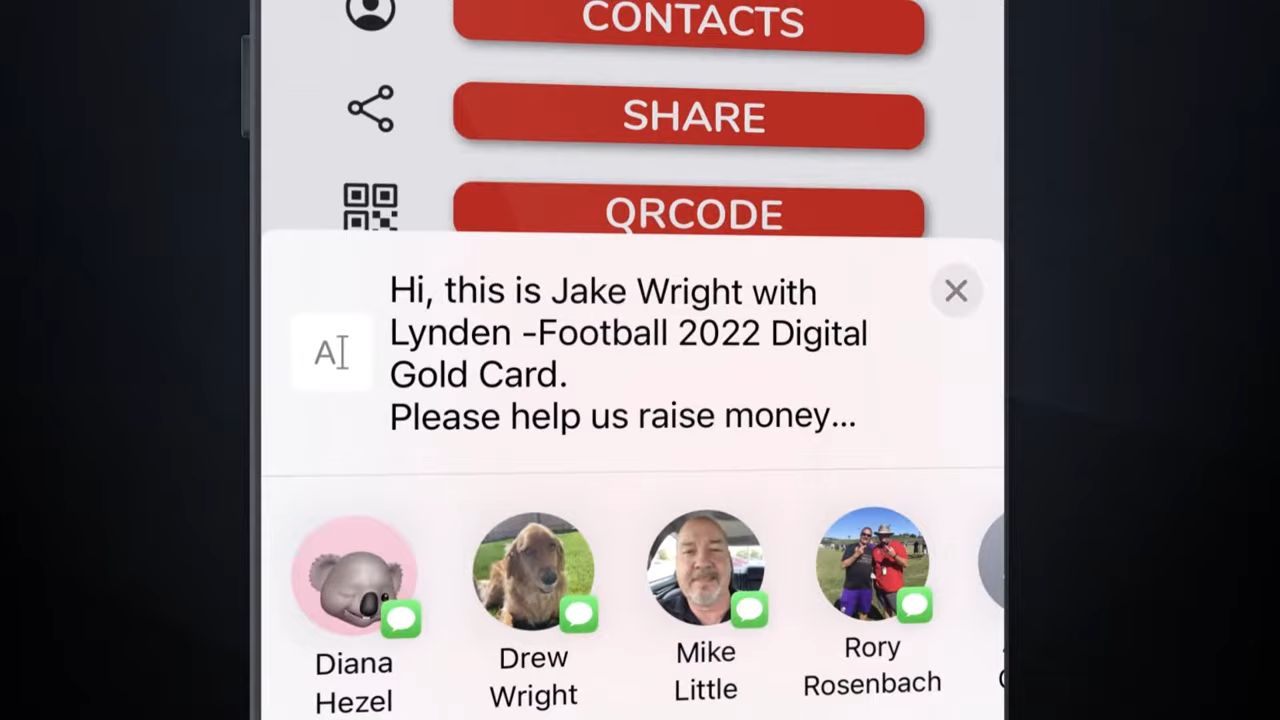 CONTACTS
SHARE
QRCODE
Hi, this is Jake Wright with
Lynden -Football 2022 Digital
Gold Card.
Please help us raise money...
A
Diana
Hezel
Drew
Wright
Mike
Little
Rory
Rosenbach